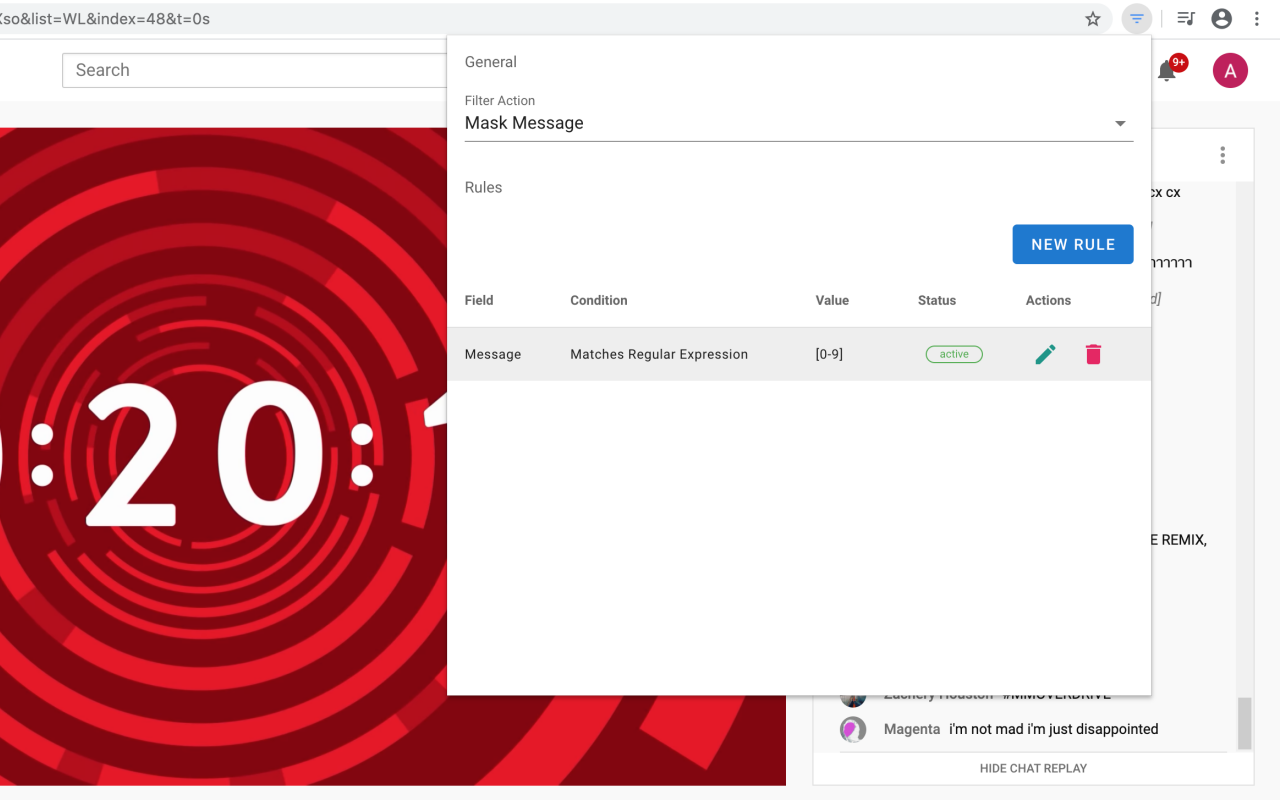 so&list=WL&index=48&t=0s
Search
9+
A
General
Filter Action
Mask Message
Rules
NEW RULE
Field Condition Value Status Actions
Message Matches Regular Expression [0-9] active
:20:
cx cx
d]
E REMIX,
Zachery Houston #MMOVERDRIVE
Magenta i'm not mad i'm just disappointed
HIDE CHAT REPLAY